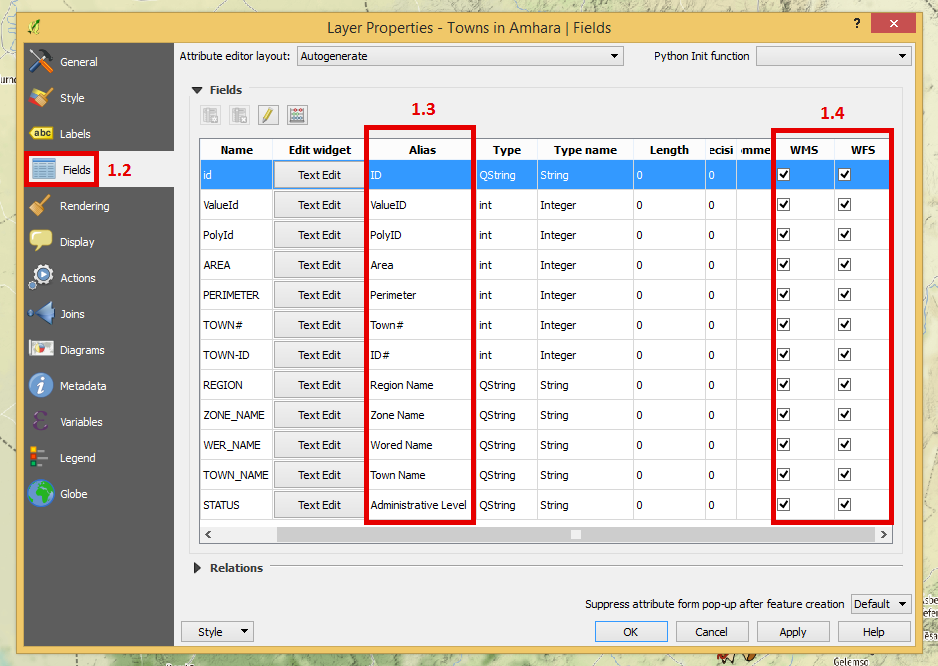 Layer Properties - Towns in Amhara | Fields
? x
General
Style
abc Labels
Fields 1.2
Rendering
Display
Actions
Joins
Diagrams
i Metadata
ε Variables
Legend
Globe
Attribute editor layout: Autogenerate Python Init function
Fields
1.3 1.4
Name Edit widget Alias Type Type name Length ecisi omme WMS WFS
id Text Edit ID QString String 0 0
ValueId Text Edit ValueID int Integer 0 0
PolyId Text Edit PolyID int Integer 0 0
AREA Text Edit Area int Integer 0 0
PERIMETER Text Edit Perimeter int Integer 0 0
TOWN# Text Edit Town# int Integer 0 0
TOWN-ID Text Edit ID# int Integer 0 0
REGION Text Edit Region Name QString String 0 0
ZONE_NAME Text Edit Zone Name QString String 0 0
WER_NAME Text Edit Wored Name QString String 0 0
TOWN_NAME Text Edit Town Name QString String 0 0
STATUS Text Edit Administrative Level QString String 0 0
Relations
Suppress attribute form pop-up after feature creation Default
Style OK Cancel Apply Help
Gelemso